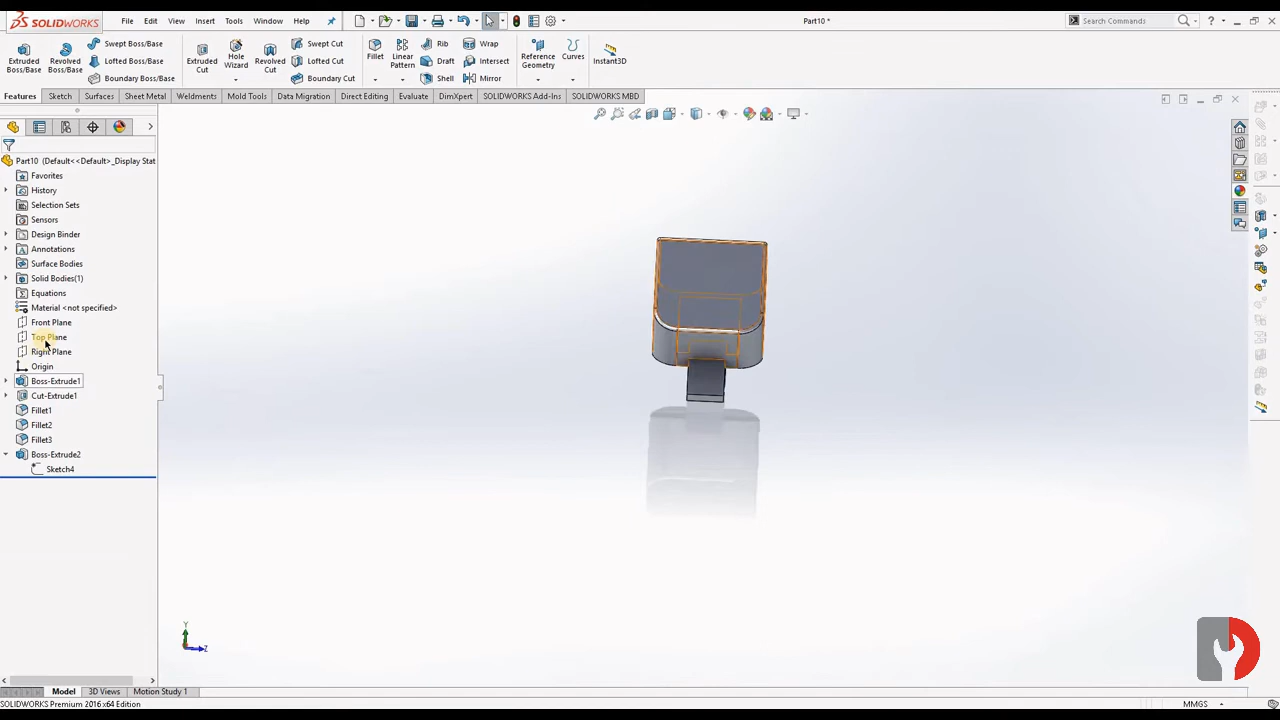 SOLIDWORKS
File Edit View Insert Tools Window Help
Part10 *
Search Commands
Extruded Boss/Base
Revolved Boss/Base
Swept Boss/Base
Lofted Boss/Base
Boundary Boss/Base
Extruded Cut
Hole Wizard
Revolved Cut
Swept Cut
Lofted Cut
Boundary Cut
Fillet
Linear Pattern
Rib
Draft
Shell
Wrap
Intersect
Mirror
Reference Geometry
Curves
Instant3D
Features Sketch Surfaces Sheet Metal Weldments Mold Tools Data Migration Direct Editing Evaluate DimXpert SOLIDWORKS Add-Ins SOLIDWORKS MBD
Part10 (Default<<Default>_Display Stat
Favorites
History
Selection Sets
Sensors
Design Binder
Annotations
Surface Bodies
Solid Bodies(1)
Equations
Material <not specified>
Front Plane
Top Plane
Right Plane
Origin
Boss-Extrude1
Cut-Extrude1
Fillet1
Fillet2
Fillet3
Boss-Extrude2
Sketch4
Y
Z
Model 3D Views Motion Study 1
SOLIDWORKS Premium 2016 x64 Edition
MMGS